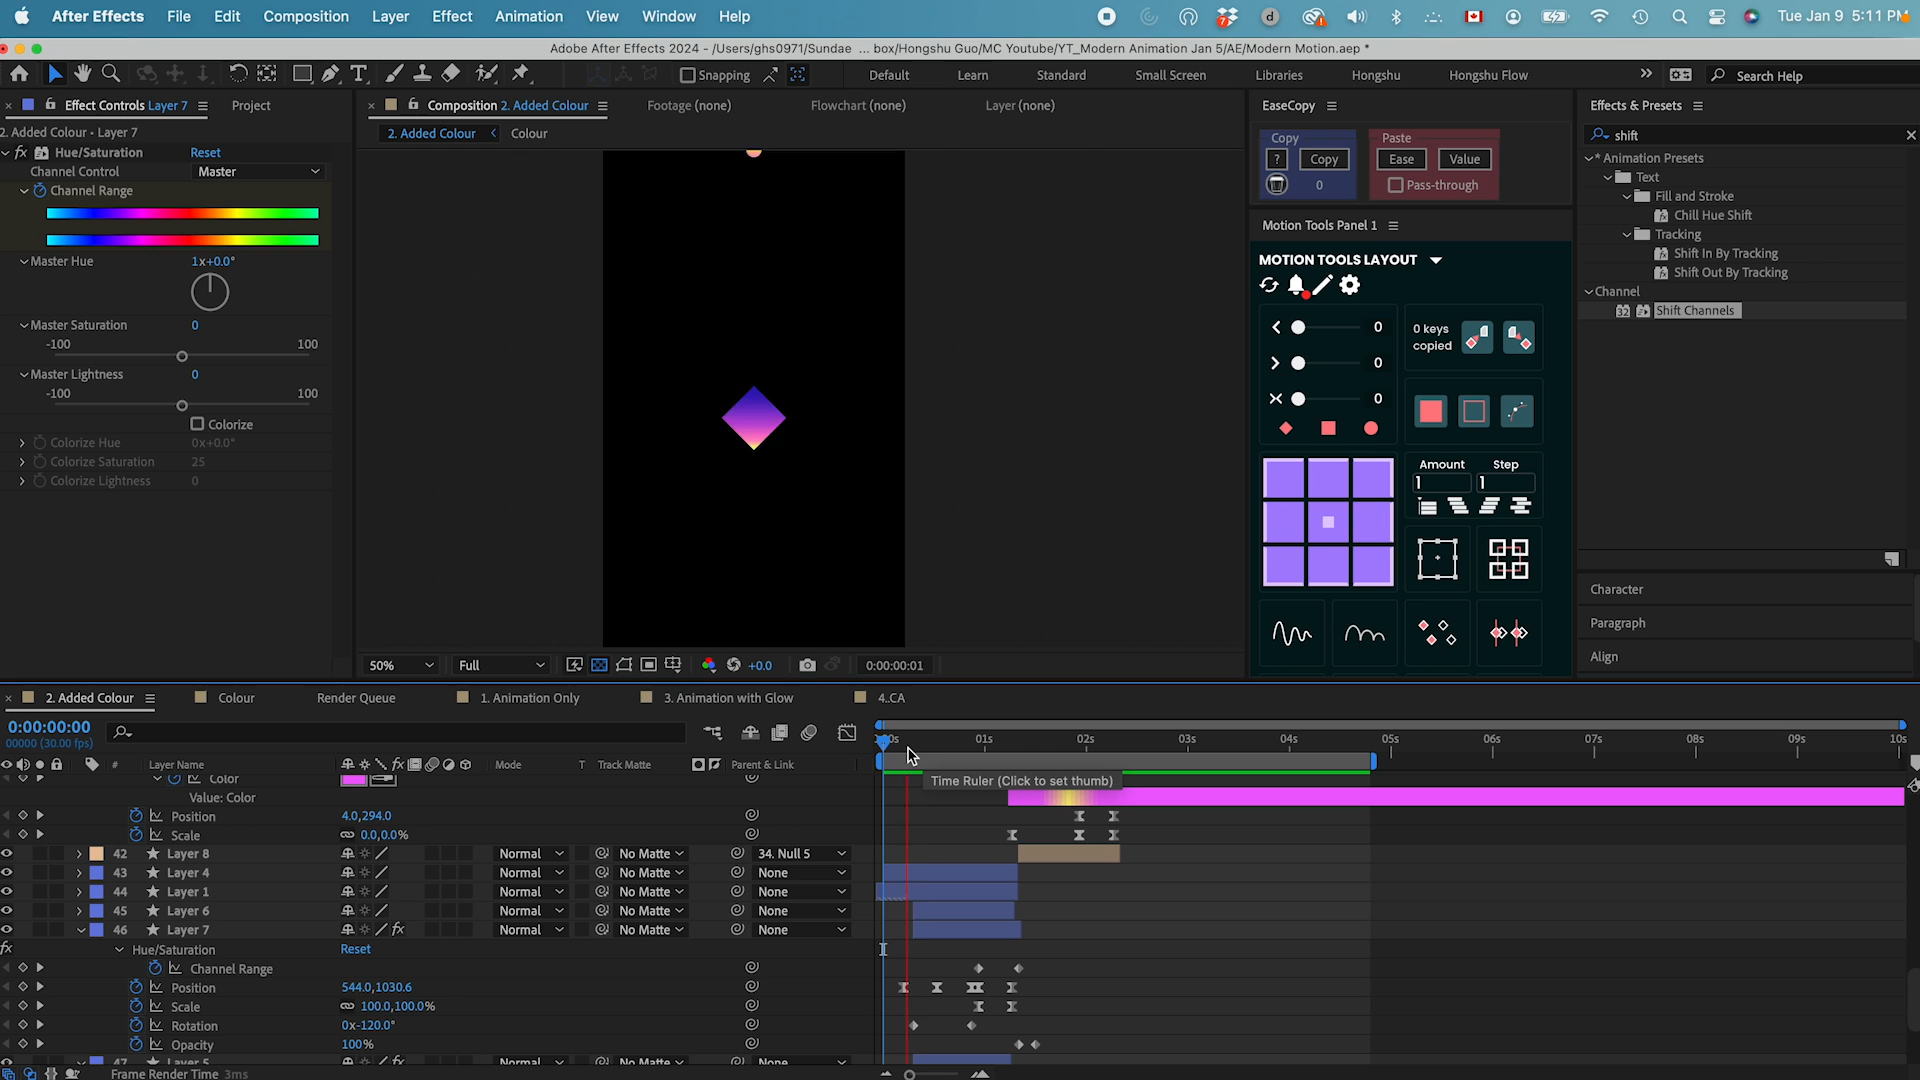 After Effects File Edit Composition Layer Effect Animation View Window Help
7 d Tue Jan 9 5:11 PM
Adobe After Effects 2024 - /Users/ghs0971/Sundae ... box/Hongshu Guo/MC Youtube/YT_Modern Animation Jan 5/AE/Modern Motion.aep *
Snapping Default Learn Standard Small Screen Libraries Hongshu Hongshu Flow Search Help
Effect Controls Layer 7 Project
2. Added Colour • Layer 7
fx Hue/Saturation Reset
Channel Control Master
Channel Range
Master Hue 1x+0.0°
Master Saturation 0
-100 100
Master Lightness 0
-100 100
Colorize
Colorize Hue 0x+0.0°
Colorize Saturation 25
Colorize Lightness 0
Composition 2. Added Colour Footage (none) Flowchart (none) Layer (none)
2. Added Colour Colour
50% Full +0.0 0:00:00:01
EaseCopy
Copy Paste
? Copy Ease Value
0 Pass-through
Motion Tools Panel 1
MOTION TOOLS LAYOUT
0 0 keys copied
0
0
Amount Step
1 1
Effects & Presets
shift
* Animation Presets
Text
Fill and Stroke
Chill Hue Shift
Tracking
Shift In By Tracking
Shift Out By Tracking
Channel
32 Shift Channels
Character
Paragraph
Align
2. Added Colour Colour Render Queue 1. Animation Only 3. Animation with Glow 4.CA
0:00:00:00
00000 (30.00 fps)
# Layer Name fx Mode T Track Matte Parent & Link
01s 02s 03s 04s 05s 06s 07s 08s 09s 10s
Time Ruler (Click to set thumb)
Color
Value: Color
Position 4.0,294.0
Scale 0.0,0.0%
42 Layer 8 Normal No Matte 34. Null 5
43 Layer 4 Normal No Matte None
44 Layer 1 Normal No Matte None
45 Layer 6 Normal No Matte None
46 Layer 7 fx Normal No Matte None
fx Hue/Saturation Reset
Channel Range
Position 544.0,1030.6
Scale 100.0,100.0%
Rotation 0x-120.0°
Opacity 100%
47 Layer 5 fx Normal No Matte None
Frame Render Time 3ms